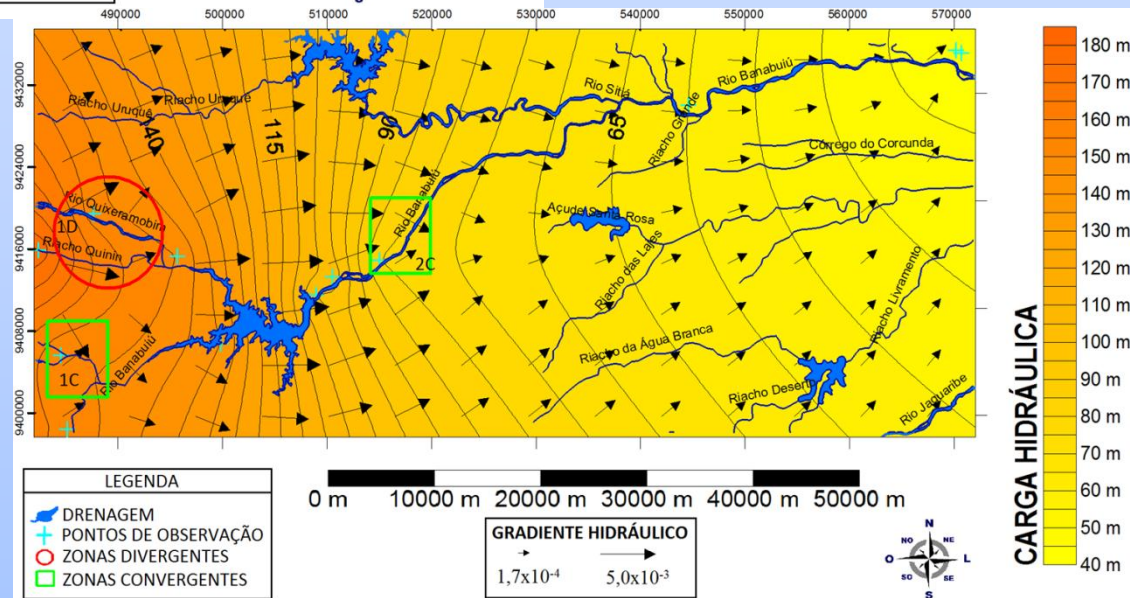 490000 500000 510000 520000 530000 540000 550000 560000 570000
9432000
9424000
9416000
9408000
9400000
Riacho Uruquê
Riacho Uruquê
140
115
90
65
Rio Sitiá
Rio Banabuiú
Riacho Grande
Córrego do Corcunda
Rio Quixeramobim
1D
Riacho Quinin
Rio Banabuiú
2C
Açude Santa Rosa
Riacho das Lajes
Riacho Livramento
1C
Rio Banabuiú
Riacho da Água Branca
Riacho Deserto
Rio Jaguaribe
CARGA HIDRÁULICA
180 m
170 m
160 m
150 m
140 m
130 m
120 m
110 m
100 m
90 m
80 m
70 m
60 m
50 m
40 m
LEGENDA
DRENAGEM
PONTOS DE OBSERVAÇÃO
ZONAS DIVERGENTES
ZONAS CONVERGENTES
0 m 10000 m 20000 m 30000 m 40000 m 50000 m
GRADIENTE HIDRÁULICO
1,7x10⁻⁴ 5,0x10⁻³
N
NO NE
O L
SO SE
S